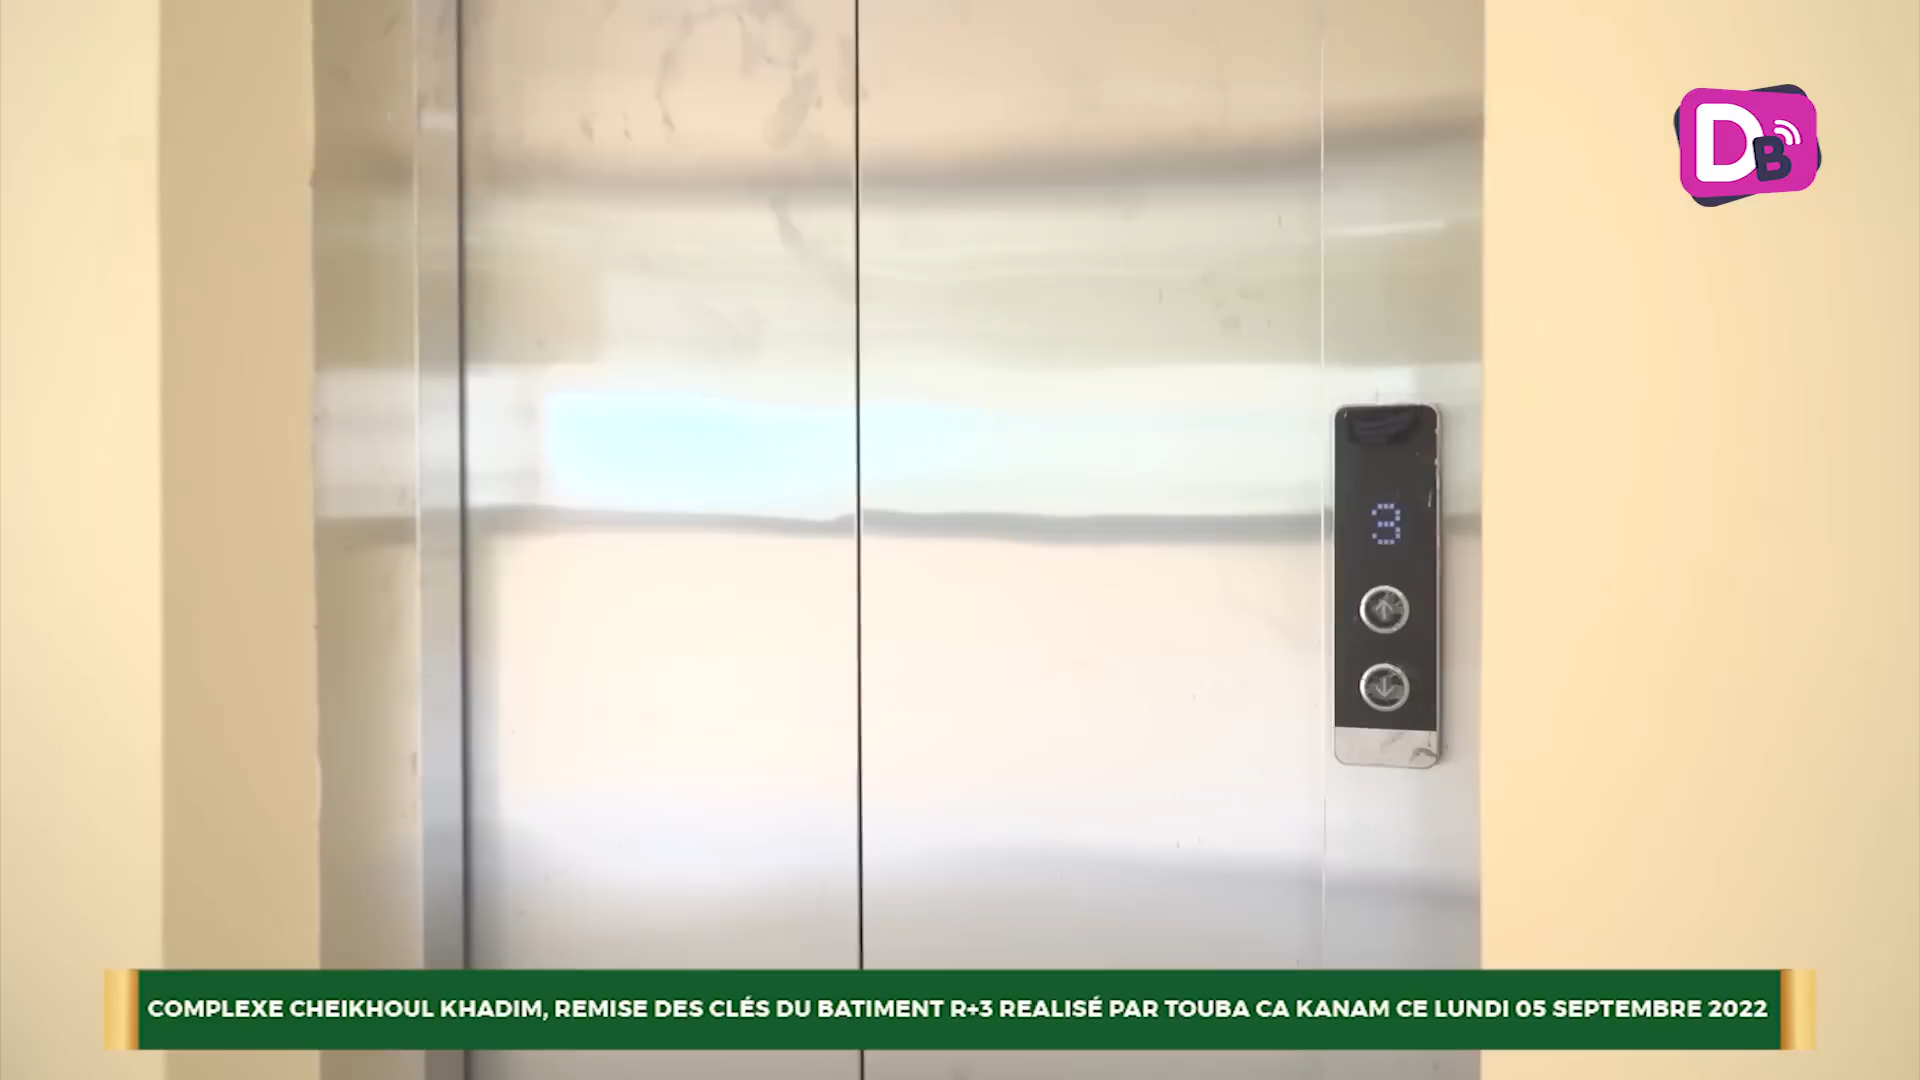 DB
3
COMPLEXE CHEIKHOUL KHADIM, REMISE DES CLÉS DU BATIMENT R+3 REALISÉ PAR TOUBA CA KANAM CE LUNDI 05 SEPTEMBRE 2022